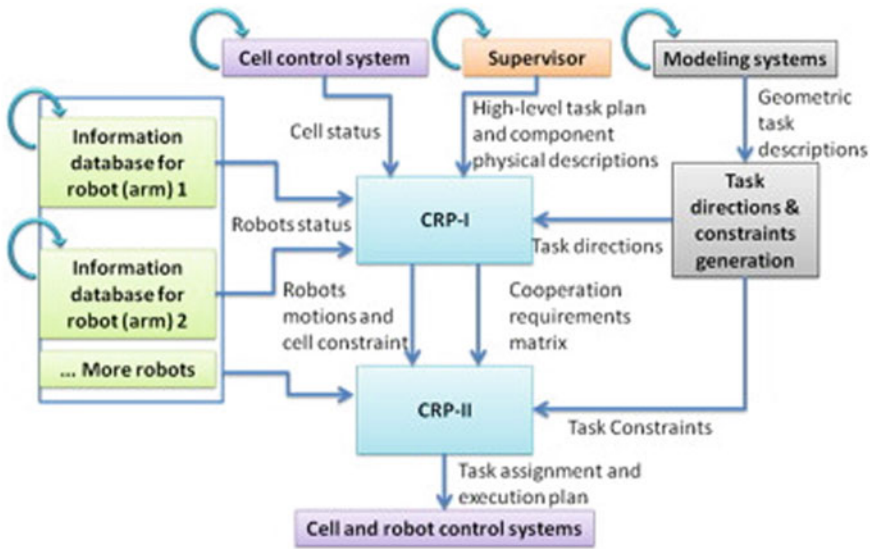 Cell control system
Supervisor
Modeling systems
Cell status
High-level task plan
and component
physical descriptions
Geometric
task
descriptions
Information
database for
robot (arm) 1
Robots status
CRP-I
Task directions
Task
directions &
constraints
generation
Information
database for
robot (arm) 2
Robots
motions and
cell constraint
Cooperation
requirements
matrix
... More robots
CRP-II
Task Constraints
Task assignment and
execution plan
Cell and robot control systems